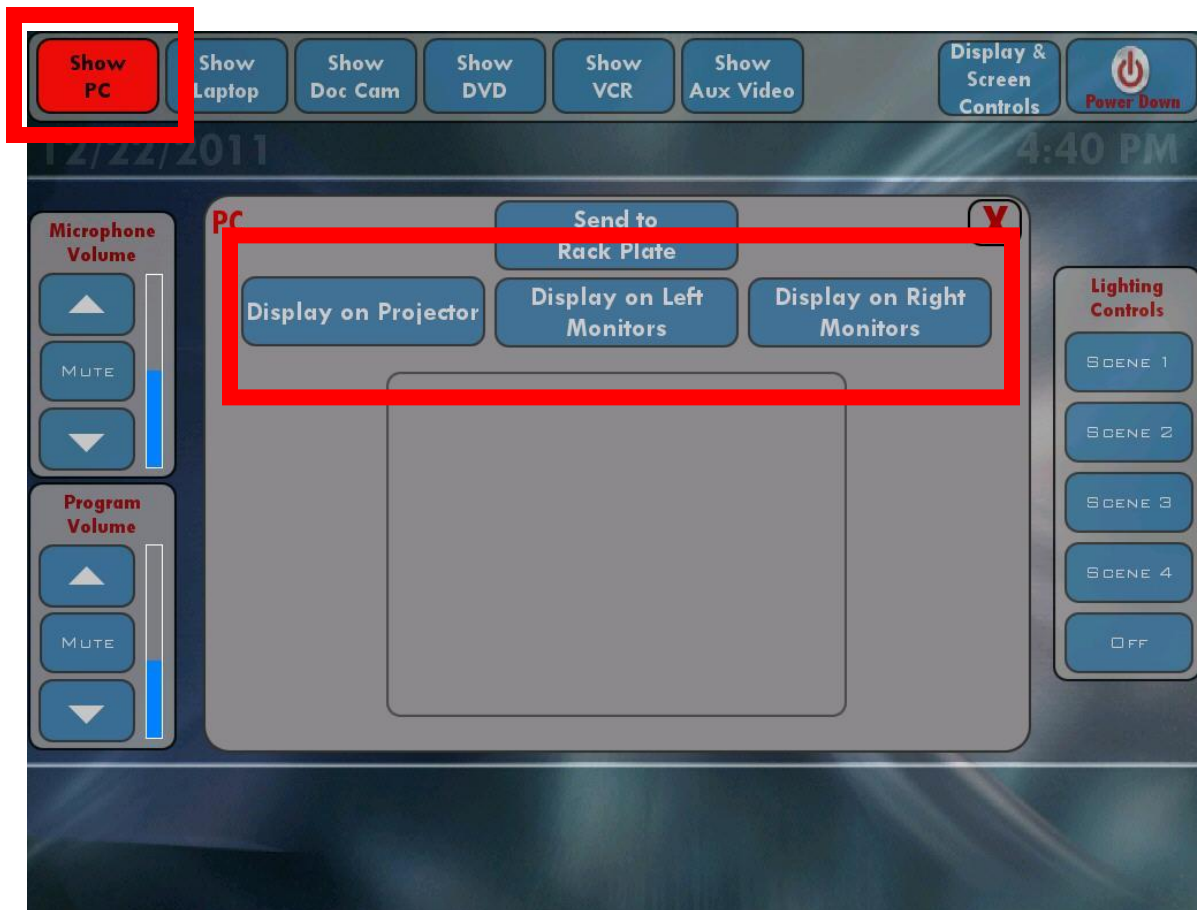 Show
PC
Show
Laptop
Show
Doc Cam
Show
DVD
Show
VCR
Show
Aux Video
Display &
Screen
Controls
Power Down
12/22/2011
4:40 PM
Microphone
Volume
MUTE
Program
Volume
MUTE
PC
Send to
Rack Plate
X
Display on Projector
Display on Left
Monitors
Display on Right
Monitors
Lighting
Controls
SCENE 1
SCENE 2
SCENE 3
SCENE 4
OFF